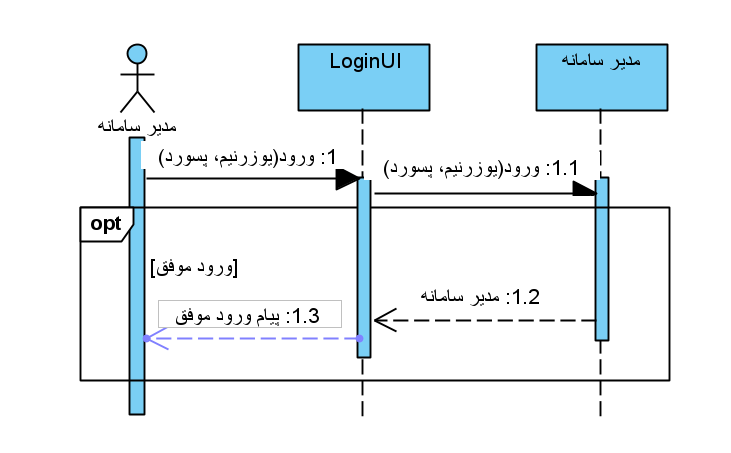 LoginUI
مدیر سامانه
مدیر سامانه
1: ورود(یوزرنیم، پسورد)
1.1: ورود(یوزرنیم، پسورد)
opt
[ورود موفق]
1.2: مدیر سامانه
1.3: پیام ورود موفق